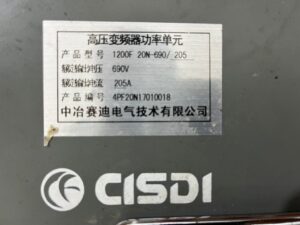 高压变频器功率单元
产品型号 1200F 20N-690/ 205
额定输出电压 690V
额定输出电流 205A
产品编号 4PF20N17010018
中冶赛迪电气技术有限公司
CISDI